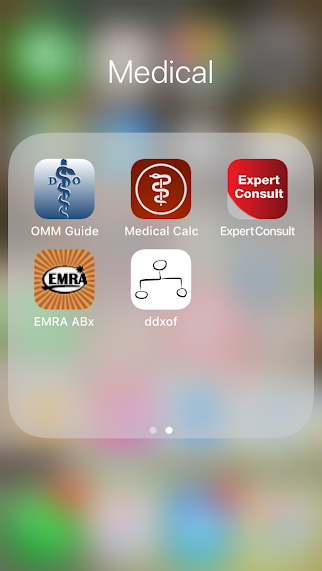 Medical
D O
Expert
Consult
OMM Guide
Medical Calc
ExpertConsult
EMRA
EMRA ABx
ddxof